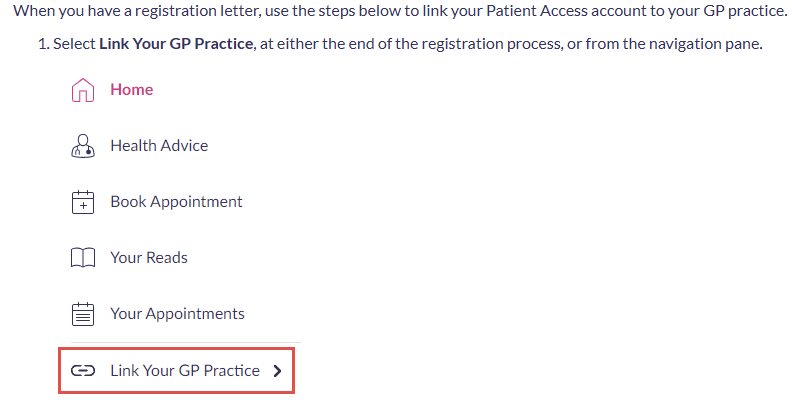 When you have a registration letter, use the steps below to link your Patient Access account to your GP practice.
1. Select Link Your GP Practice, at either the end of the registration process, or from the navigation pane.
Home
Health Advice
Book Appointment
Your Reads
Your Appointments
Link Your GP Practice